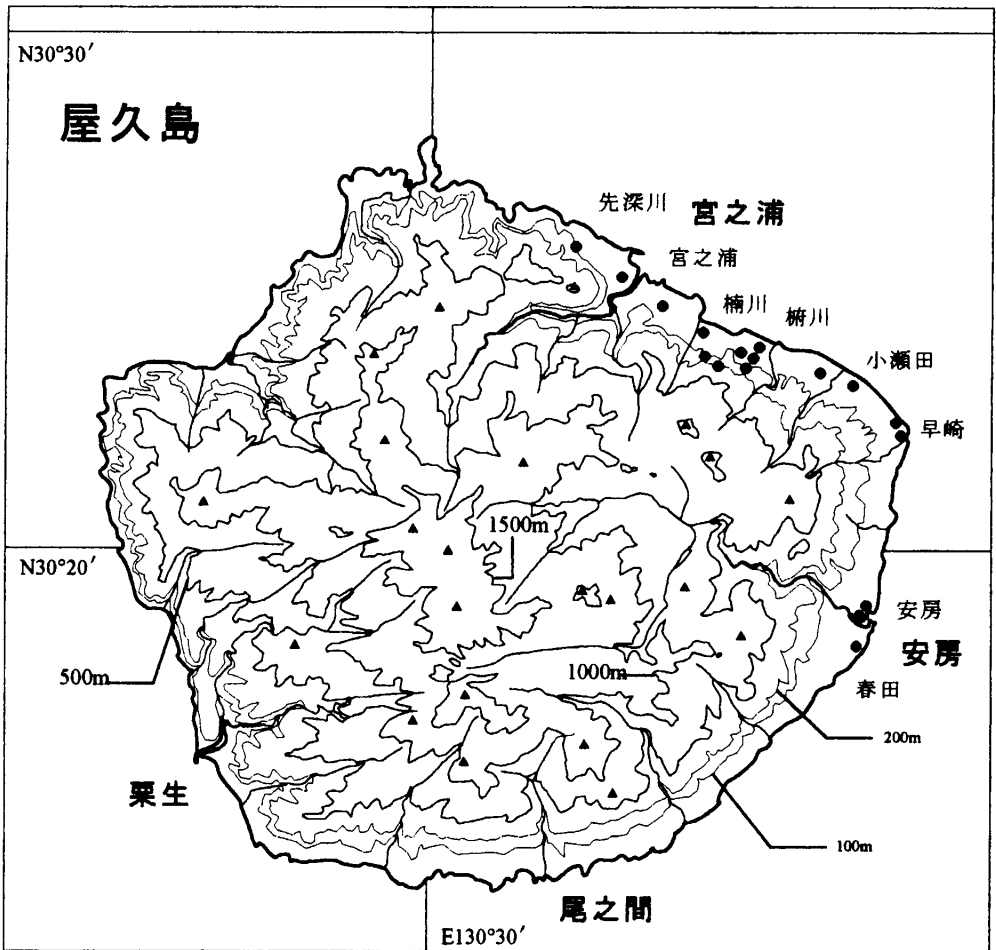 N30°30′
屋久島
先深川
宮之浦
宮之浦
楠川
椨川
小瀬田
早崎
1500m
N30°20′
安房
安房
500m
1000m
春田
200m
栗生
100m
尾之間
E130°30′